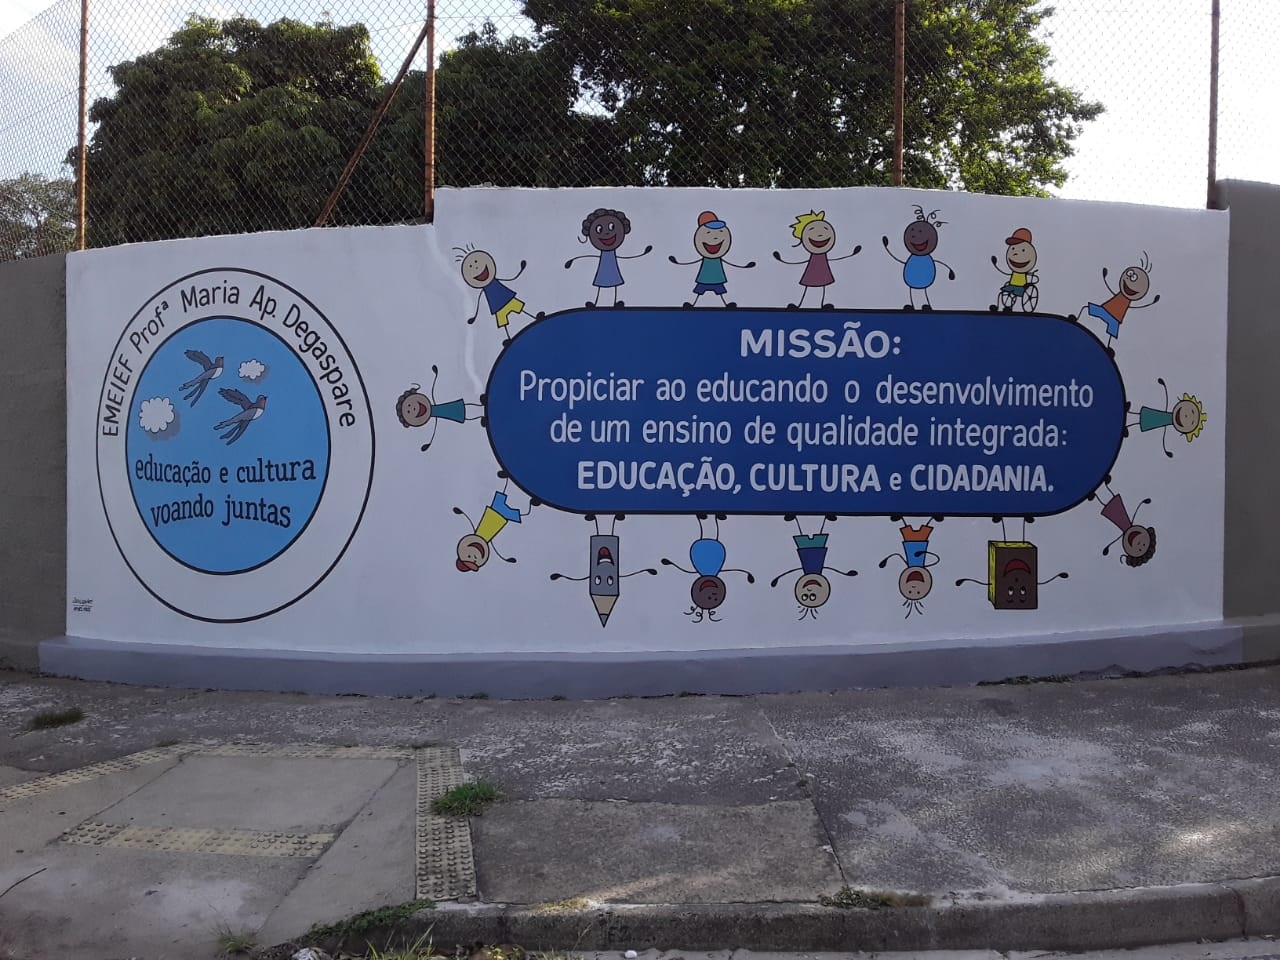 EMEIEF Profª Maria Ap. Degaspare
educação e cultura
voando juntas
MISSÃO:
Propiciar ao educando o desenvolvimento
de um ensino de qualidade integrada:
EDUCAÇÃO, CULTURA e CIDADANIA.